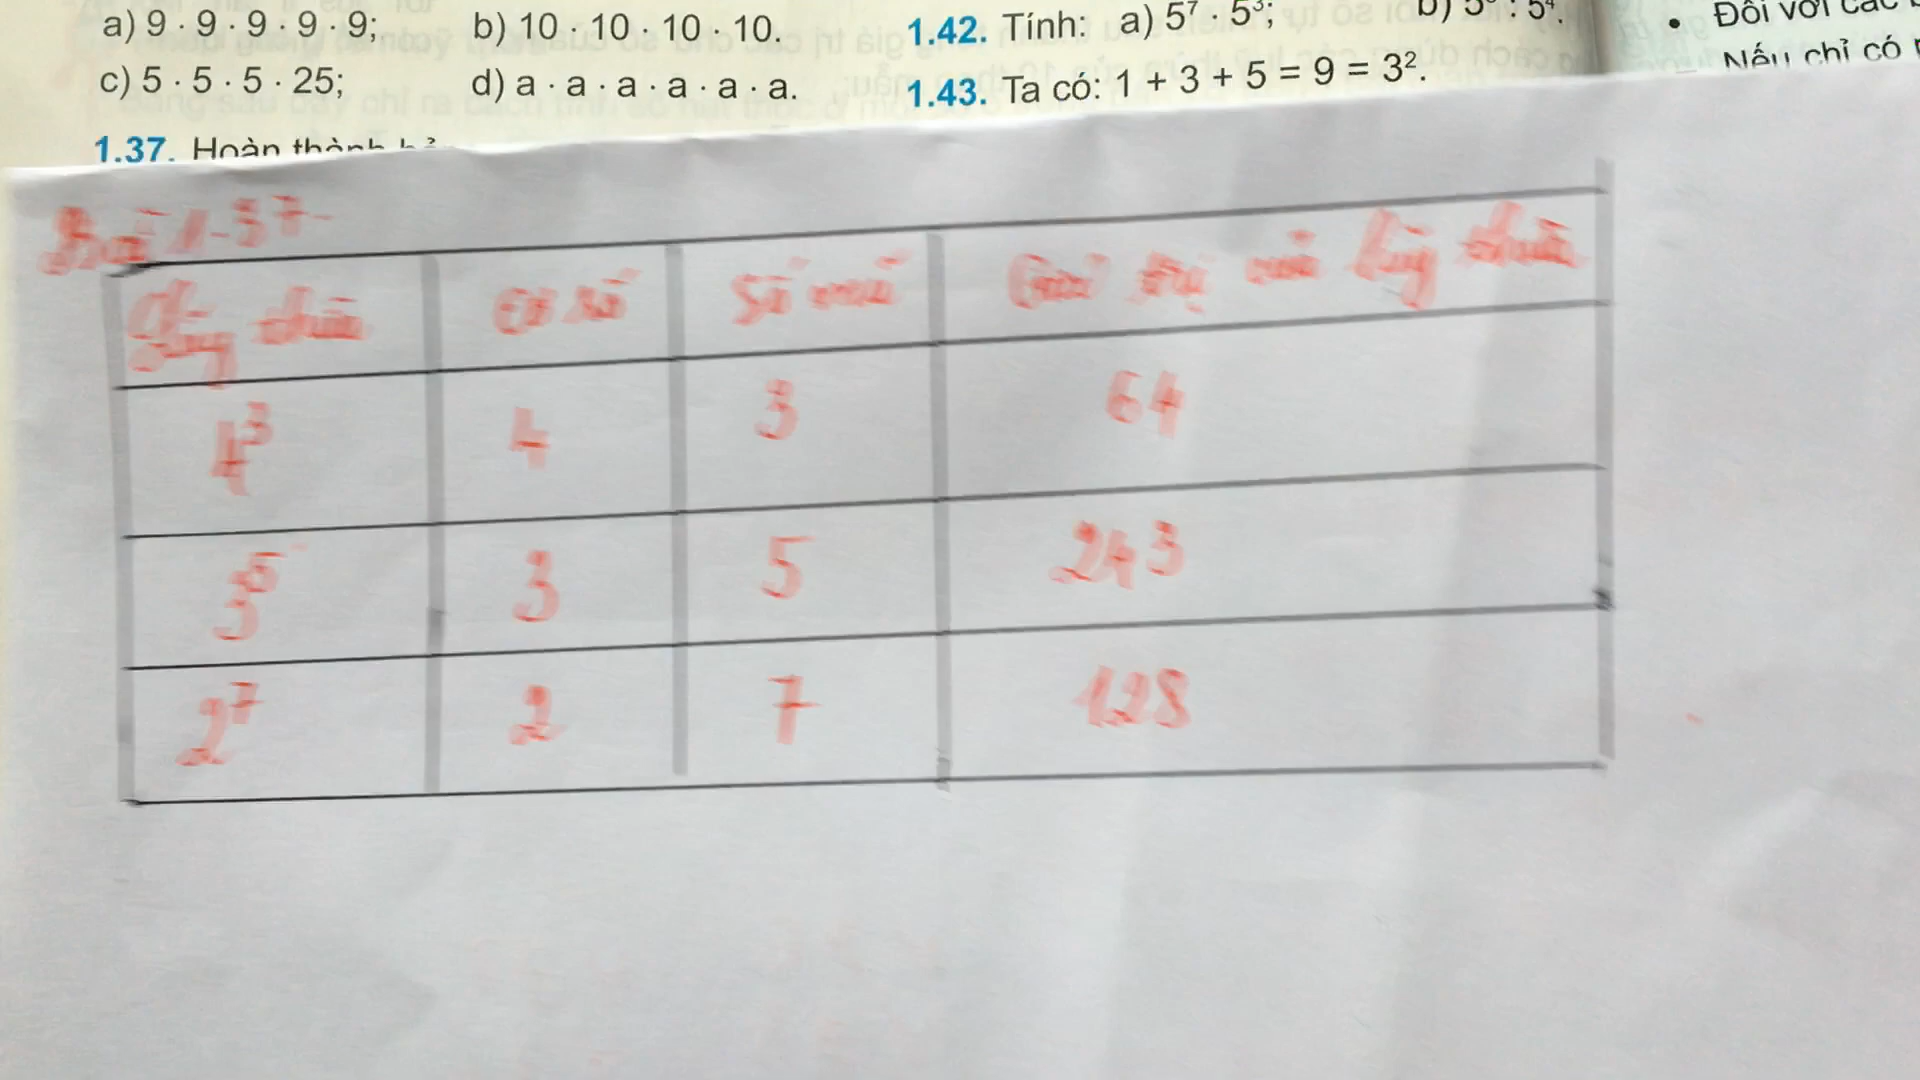 a) 9 · 9 · 9 · 9 · 9; b) 10 · 10 · 10 · 10.
c) 5 · 5 · 5 · 25; d) a · a · a · a · a · a.
1.37. Hoàn thành
1.42. Tính: a) 5⁷ · 5³; b) : 5⁴.
1.43. Ta có: 1 + 3 + 5 = 9 = 3².
Đối với các
Nếu chỉ có
Bài 1.37.
Lũy thừa Cơ số Số mũ Giá trị của lũy thừa
4³ 4 3 64
3⁵ 3 5 243
2⁷ 2 7 128